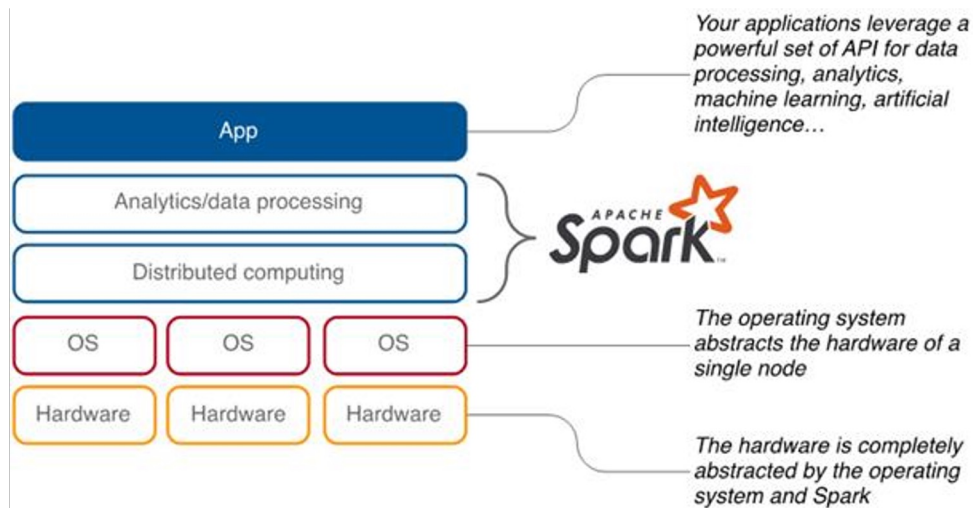 Your applications leverage a
powerful set of API for data
processing, analytics,
machine learning, artificial
intelligence…
App
Analytics/data processing
APACHE
Spark™
Distributed computing
OS OS OS
The operating system
abstracts the hardware of a
single node
Hardware Hardware Hardware
The hardware is completely
abstracted by the operating
system and Spark